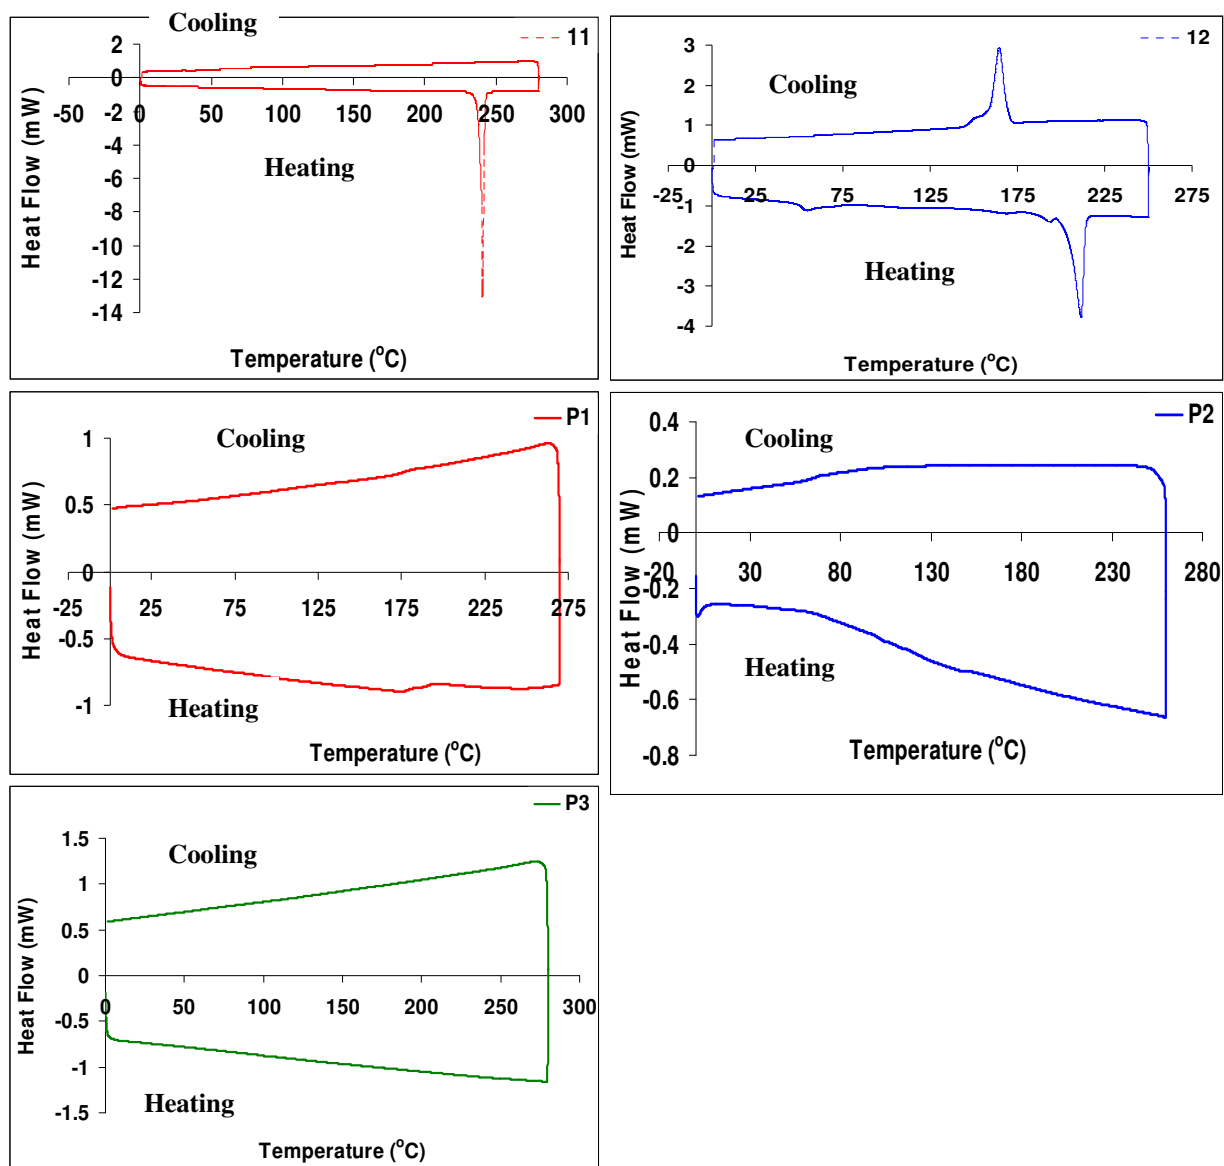 Cooling
11
2
0
-50 0 50 100 150 200 250 300
-2
-4
Heating
-6
-8
-10
-12
-14
Heat Flow (mW)
Temperature (°C)
12
3
Cooling
2
1
0
-25 25 75 125 175 225 275
-1
Heating
-2
-3
-4
Heat Flow (mW)
Temperature (°C)
P1
1
Cooling
0.5
0
-25 25 75 125 175 225 275
-0.5
Heating
-1
Heat Flow (mW)
Temperature (°C)
P2
0.4
Cooling
0.2
0
-20 30 80 130 180 230 280
-0.2
-0.4
Heating
-0.6
-0.8
Heat Flow (mW)
Temperature (°C)
P3
1.5
Cooling
1
0.5
0
0 50 100 150 200 250 300
-0.5
-1
Heating
-1.5
Heat Flow (mW)
Temperature (°C)